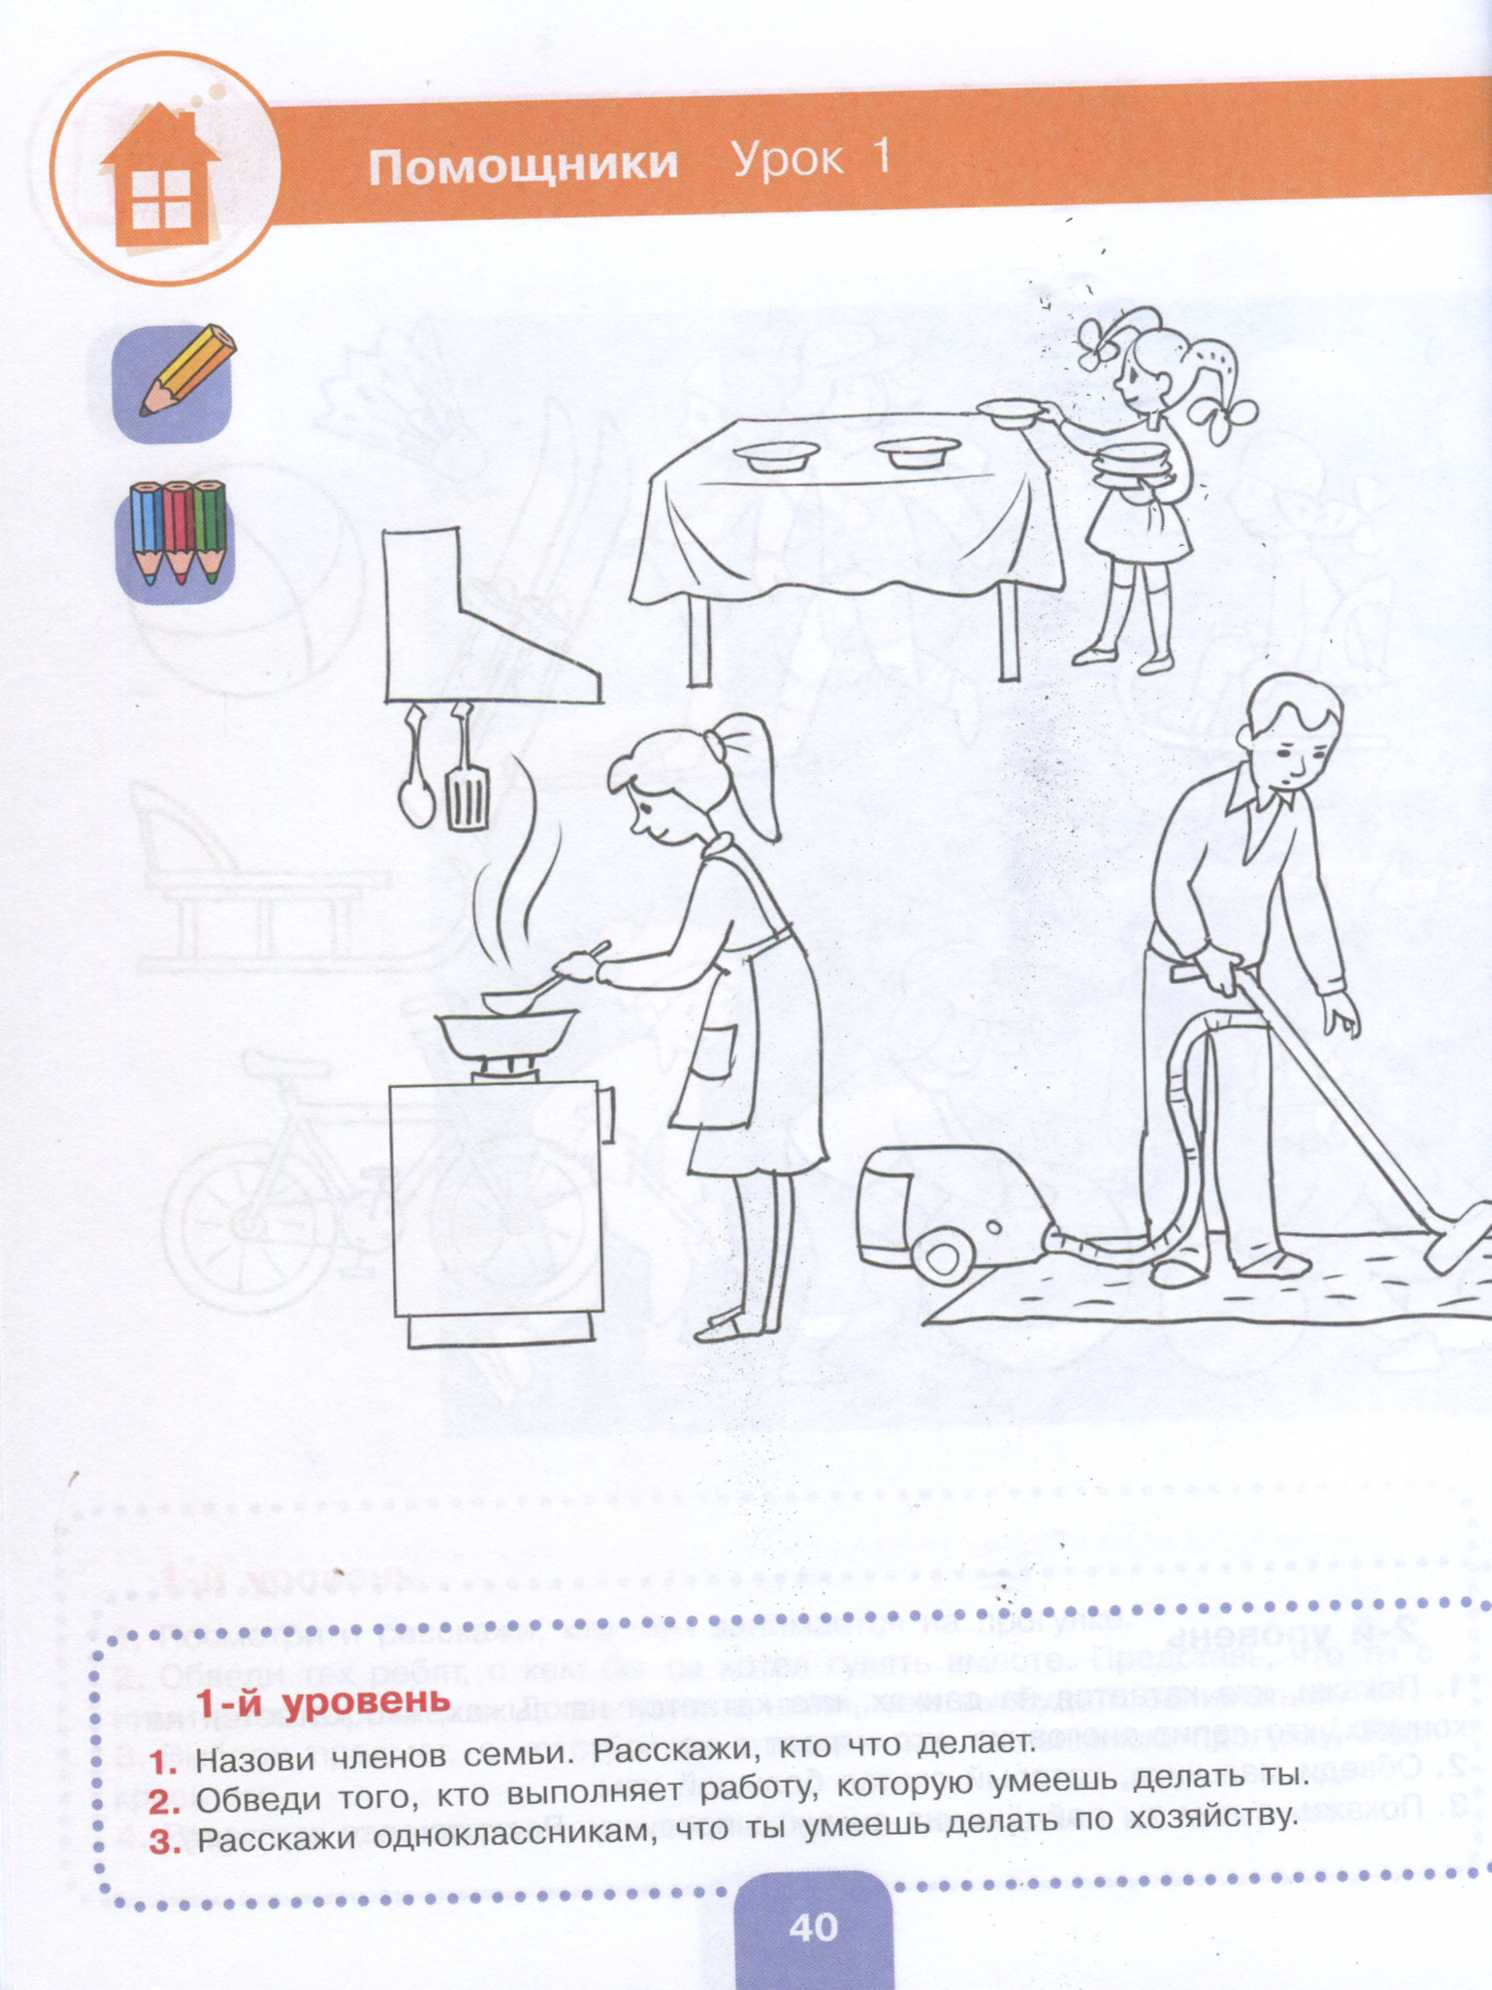 Помощники Урок 1
1-й уровень
1. Назови членов семьи. Расскажи, кто что делает.
2. Обведи того, кто выполняет работу, которую умеешь делать ты.
3. Расскажи одноклассникам, что ты умеешь делать по хозяйству.
40